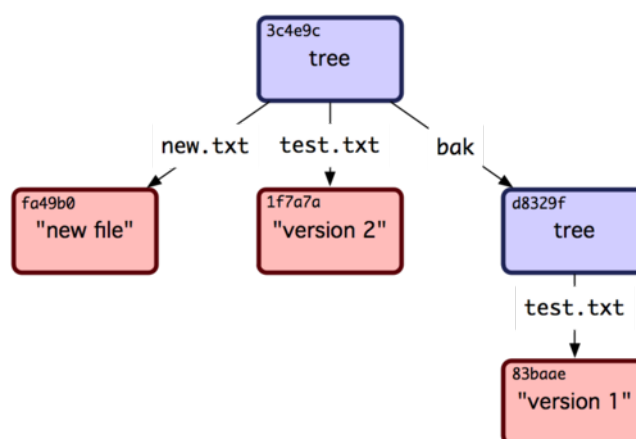 3c4e9c
tree
new.txt
test.txt
bak
fa49b0
"new file"
1f7a7a
"version 2"
d8329f
tree
test.txt
83baae
"version 1"